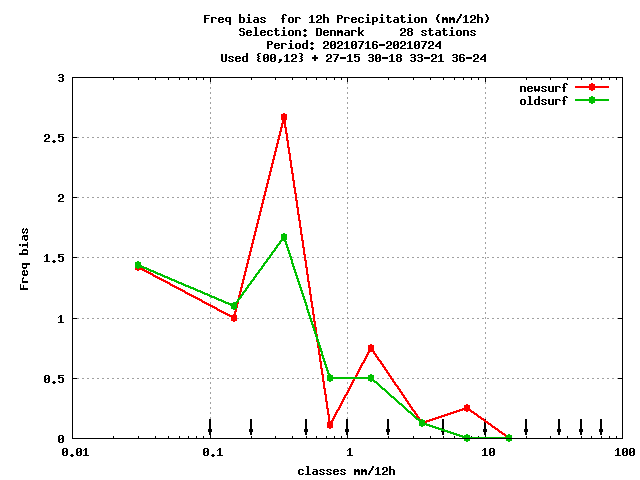 Freq bias  for 12h Precipitation (mm/12h)
Selection: Denmark     28 stations
Period: 20210716-20210724
Used {00,12} + 27-15 30-18 33-21 36-24
newsurf
oldsurf
3
2.5
2
1.5
1
0.5
0
Freq bias
0.01
0.1
1
10
100
classes mm/12h